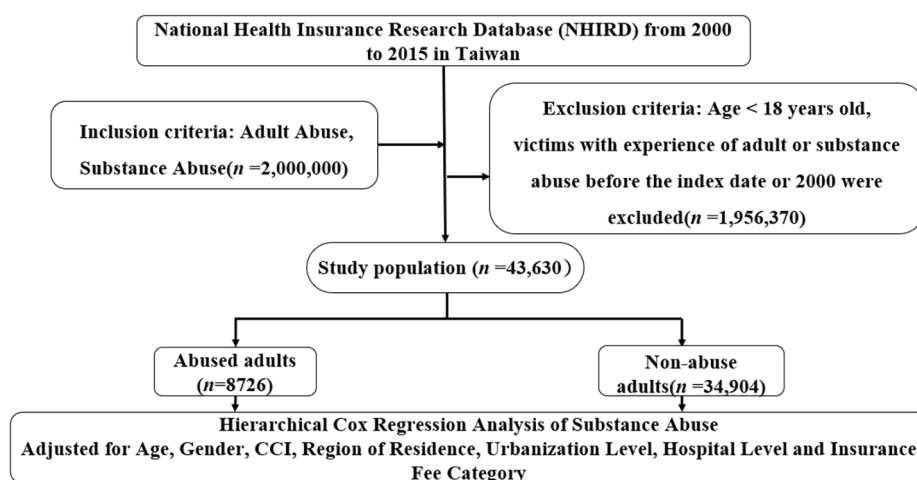 National Health Insurance Research Database (NHIRD) from 2000
to 2015 in Taiwan
Inclusion criteria: Adult Abuse,
Substance Abuse(n =2,000,000)
Exclusion criteria: Age < 18 years old,
victims with experience of adult or substance
abuse before the index date or 2000 were
excluded(n =1,956,370)
Study population (n =43,630）
Abused adults
(n=8726)
Non-abuse
adults(n =34,904)
Hierarchical Cox Regression Analysis of Substance Abuse
Adjusted for Age, Gender, CCI, Region of Residence, Urbanization Level, Hospital Level and Insurance
Fee Category